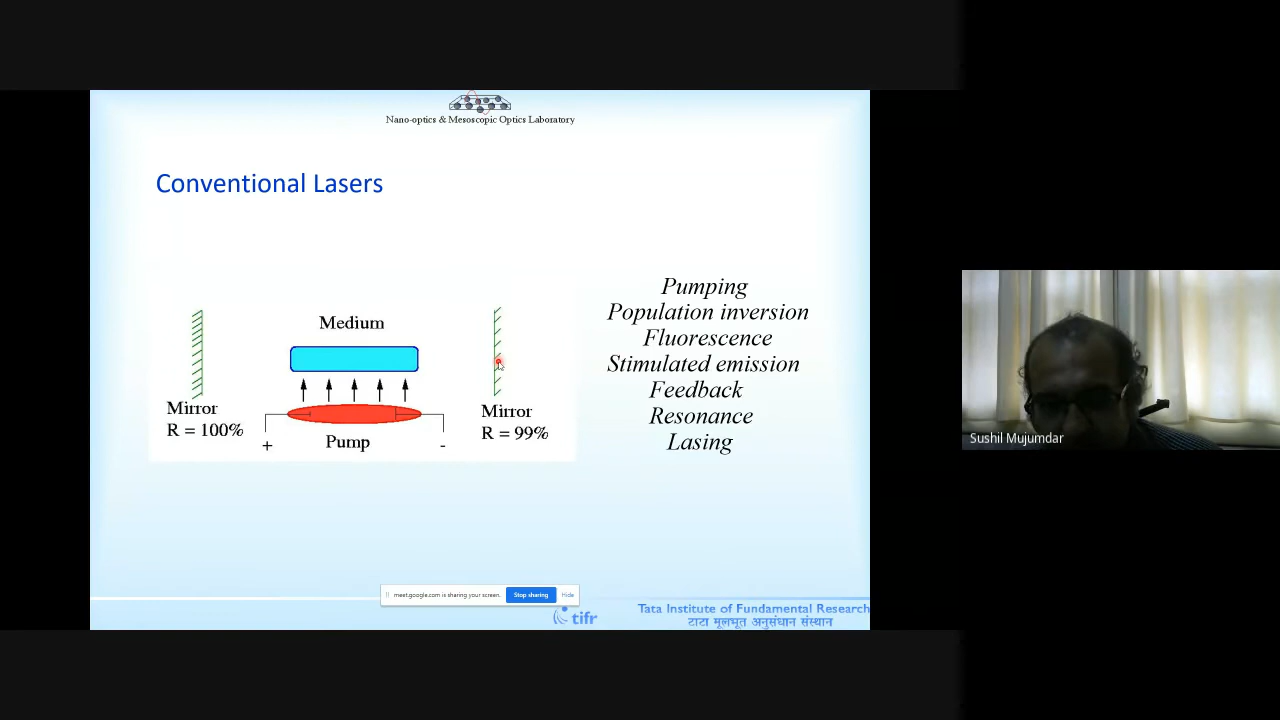 Nano-optics & Mesoscopic Optics Laboratory
Conventional Lasers
Medium
Mirror
R = 100%
+
Pump
-
Mirror
R = 99%
Pumping
Population inversion
Fluorescence
Stimulated emission
Feedback
Resonance
Lasing
Sushil Mujumdar
meet.google.com is sharing your screen.
Stop sharing
Hide
tifr
Tata Institute of Fundamental Research
टाटा मूलभूत अनुसंधान संस्थान